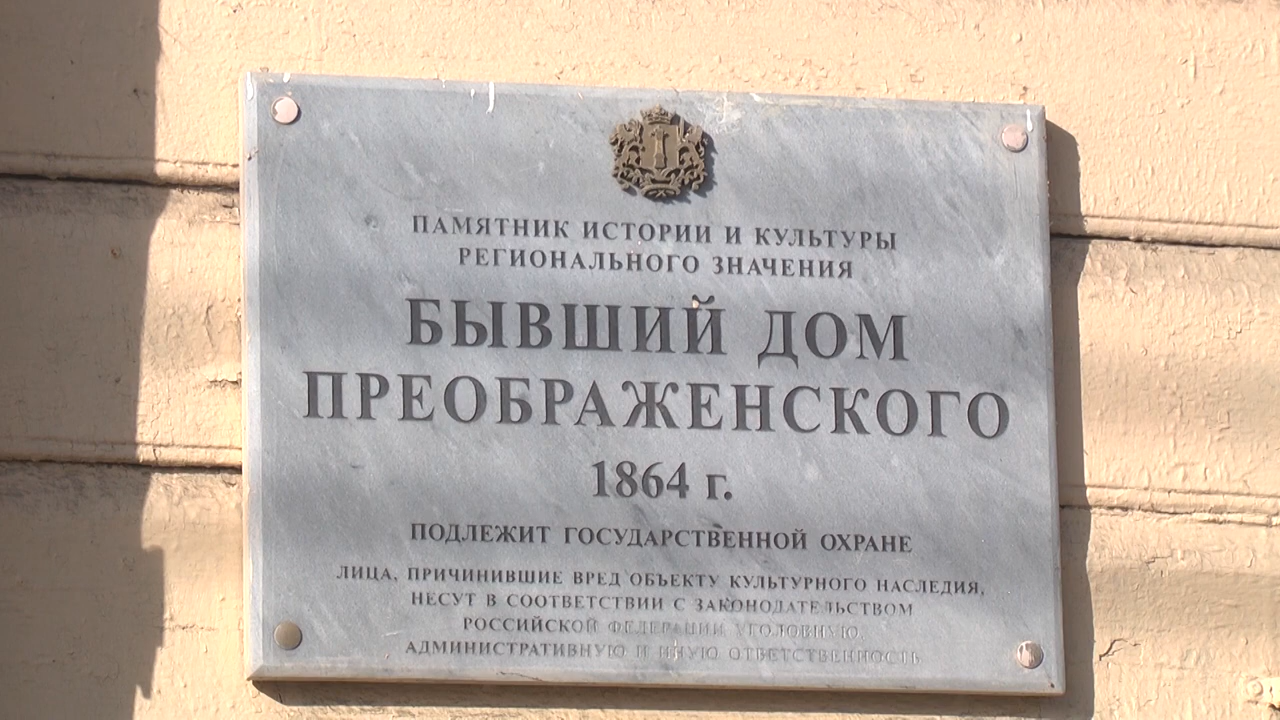 ПАМЯТНИК ИСТОРИИ И КУЛЬТУРЫ
РЕГИОНАЛЬНОГО ЗНАЧЕНИЯ
БЫВШИЙ ДОМ
ПРЕОБРАЖЕНСКОГО
1864 г.
ПОДЛЕЖИТ ГОСУДАРСТВЕННОЙ ОХРАНЕ
ЛИЦА, ПРИЧИНИВШИЕ ВРЕД ОБЪЕКТУ КУЛЬТУРНОГО НАСЛЕДИЯ,
НЕСУТ В СООТВЕТСТВИИ С ЗАКОНОДАТЕЛЬСТВОМ
РОССИЙСКОЙ ФЕДЕРАЦИИ УГОЛОВНУЮ,
АДМИНИСТРАТИВНУЮ И ИНУЮ ОТВЕТСТВЕННОСТЬ